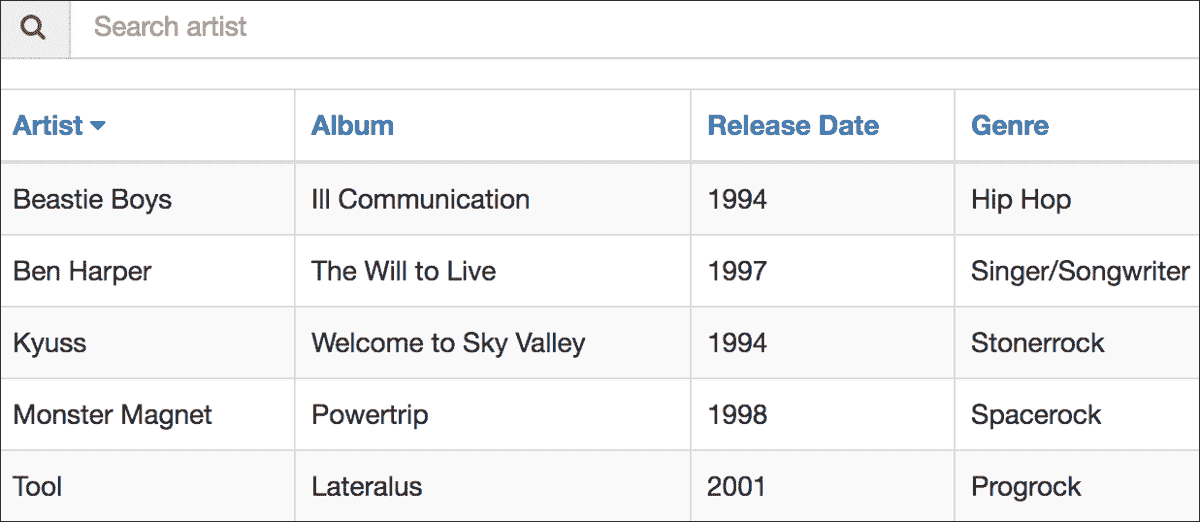 Search artist
Artist Album Release Date Genre
Beastie Boys Ill Communication 1994 Hip Hop
Ben Harper The Will to Live 1997 Singer/Songwriter
Kyuss Welcome to Sky Valley 1994 Stonerrock
Monster Magnet Powertrip 1998 Spacerock
Tool Lateralus 2001 Progrock